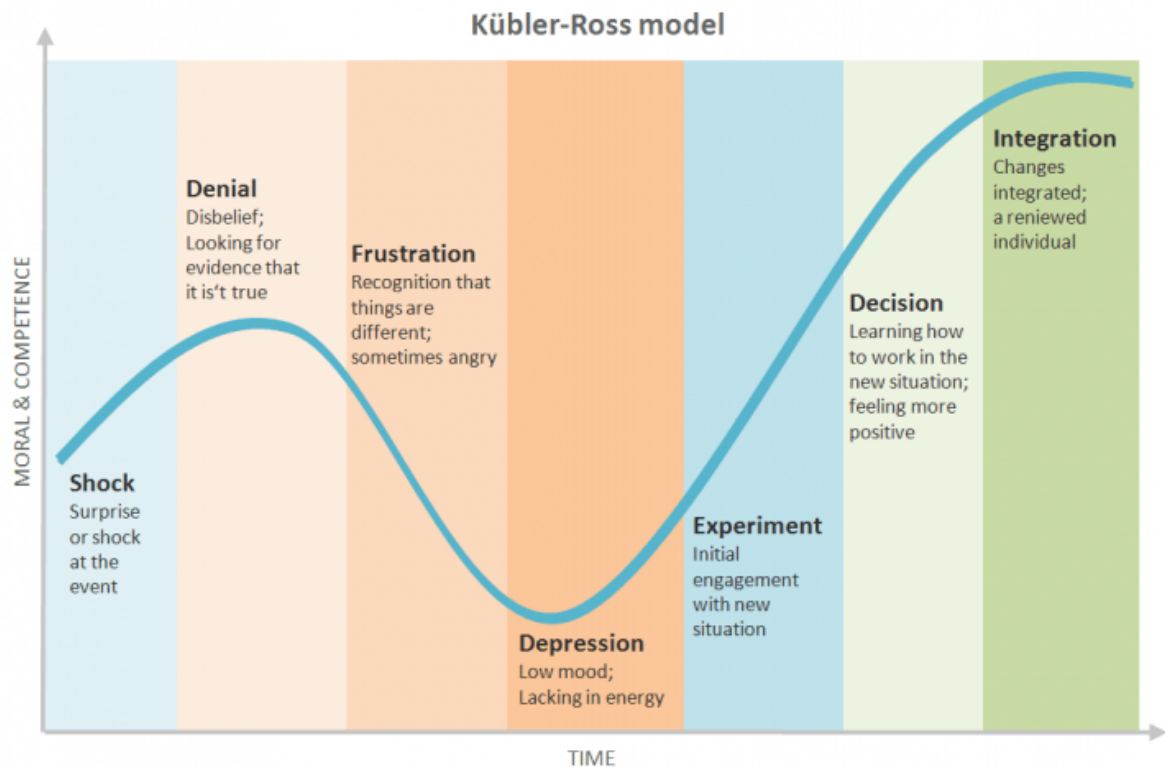 Kübler-Ross model
MORAL & COMPETENCE
Shock
Surprise
or shock
at the
event
Denial
Disbelief;
Looking for
evidence that
it is't true
Frustration
Recognition that
things are
different;
sometimes angry
Depression
Low mood;
Lacking in energy
Experiment
Initial
engagement
with new
situation
Decision
Learning how
to work in the
new situation;
feeling more
positive
Integration
Changes
integrated;
a reniewed
individual
TIME